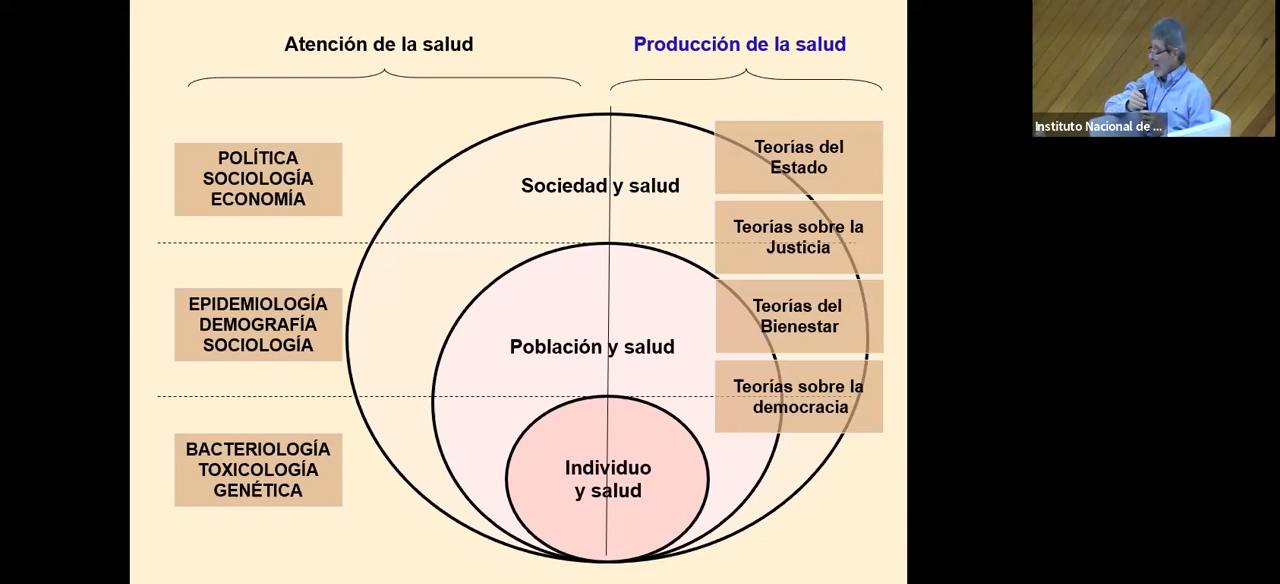 Atención de la salud
Producción de la salud
Instituto Nacional de ...
POLÍTICA
SOCIOLOGÍA
ECONOMÍA
Sociedad y salud
Teorías del
Estado
Teorías sobre la
Justicia
EPIDEMIOLOGÍA
DEMOGRAFÍA
SOCIOLOGÍA
Población y salud
Teorías del
Bienestar
Teorías sobre la
democracia
BACTERIOLOGÍA
TOXICOLOGÍA
GENÉTICA
Individuo
y salud